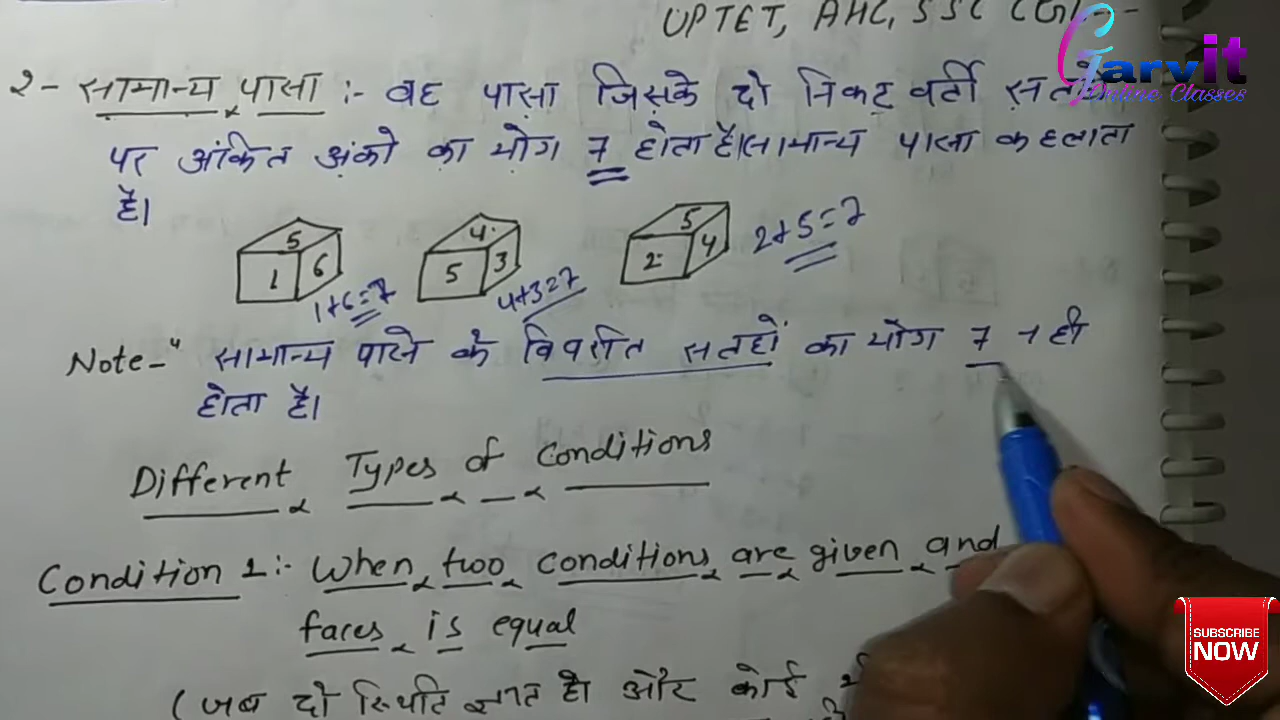 UPTET, AHC, SSC CGL--
Garvit
Online Classes
2- सामान्य पासा :- वह पासा जिसके दो निकट वर्ती सतहों
पर अंकित अंको का योग 7 होता है। सामान्य पासा कहलाता
है।
5
1 6
1+6=7
4
5 3
4+3=7
5
2 4
2+5=7
Note-" सामान्य पासे के विपरीत सतहों का योग 7 नही
होता है।
Different Types of Conditions
Condition 1:- When two conditions are given and
faces is equal
(जब दो स्थिति ज्ञात हो और कोई
SUBSCRIBE
NOW